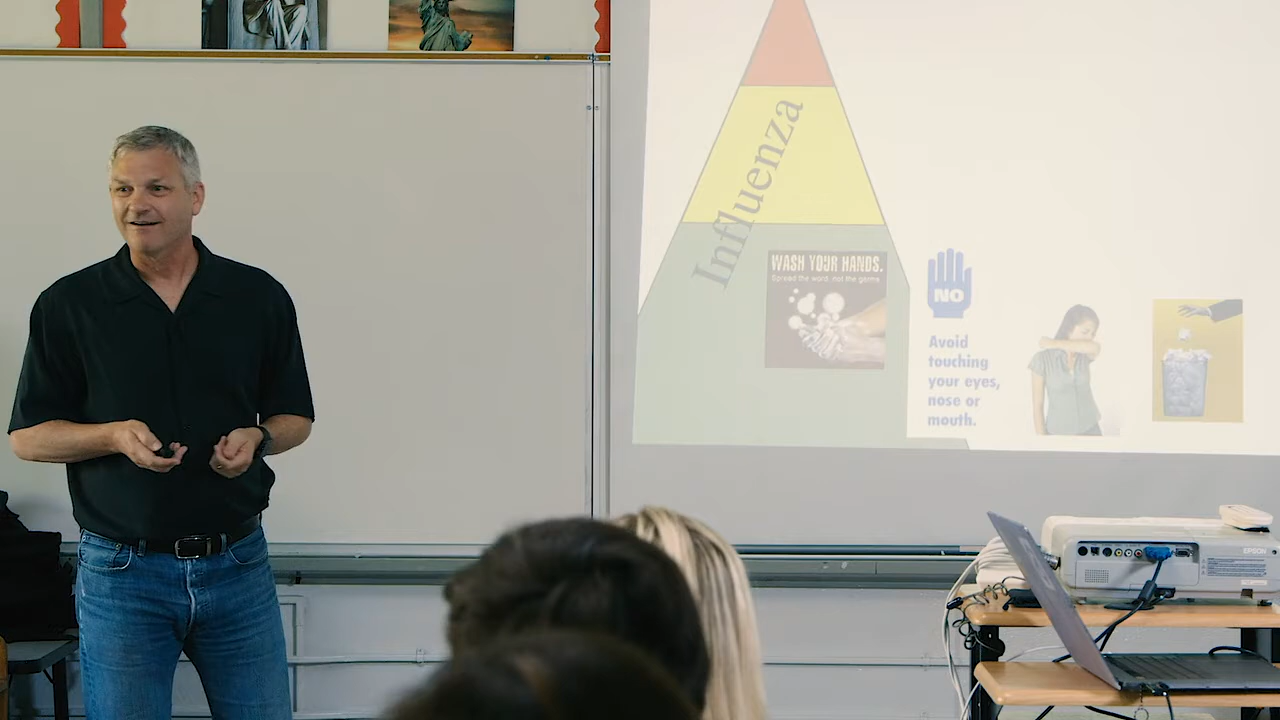 Influenza
WASH YOUR HANDS.
Spread the word, not the germs.
NO
Avoid
touching
your eyes,
nose or
mouth.
EPSON